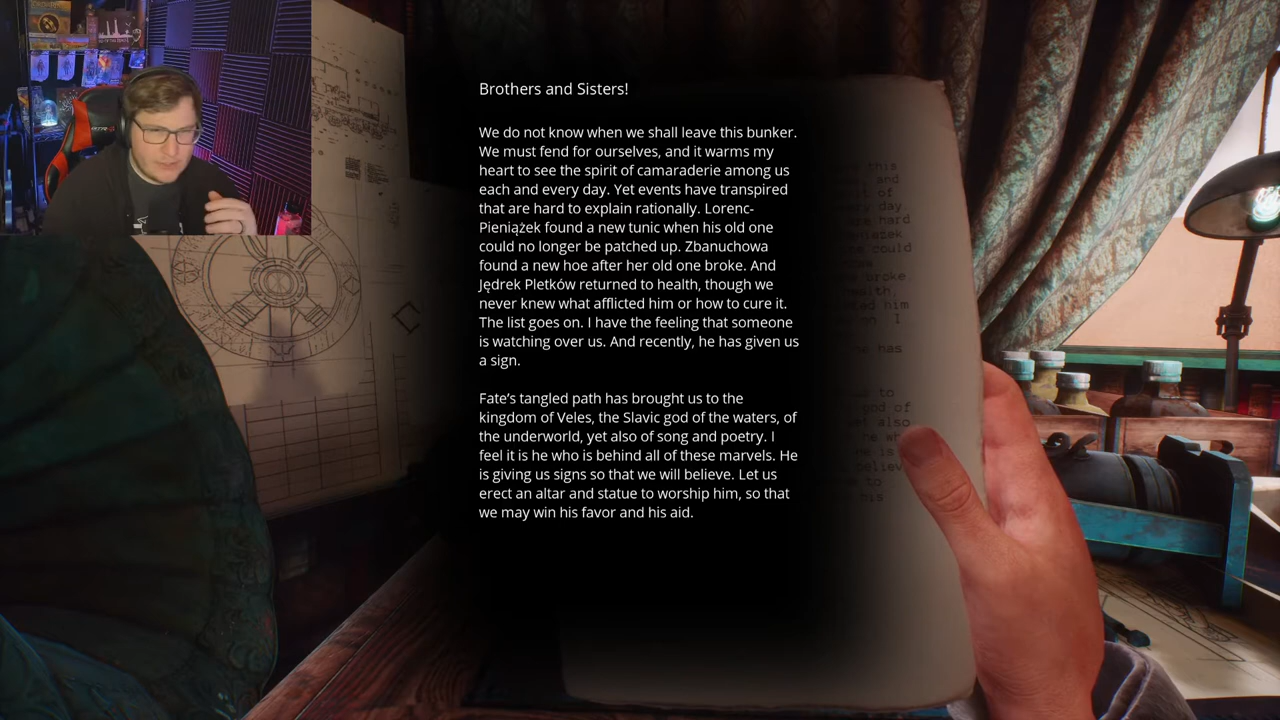 Brothers and Sisters!
We do not know when we shall leave this bunker.
We must fend for ourselves, and it warms my
heart to see the spirit of camaraderie among us
each and every day. Yet events have transpired
that are hard to explain rationally. Lorenc-
Pieniążek found a new tunic when his old one
could no longer be patched up. Zbanuchowa
found a new hoe after her old one broke. And
Jędrek Pletków returned to health, though we
never knew what afflicted him or how to cure it.
The list goes on. I have the feeling that someone
is watching over us. And recently, he has given us
a sign.
Fate’s tangled path has brought us to the
kingdom of Veles, the Slavic god of the waters, of
the underworld, yet also of song and poetry. I
feel it is he who is behind all of these marvels. He
is giving us signs so that we will believe. Let us
erect an altar and statue to worship him, so that
we may win his favor and his aid.